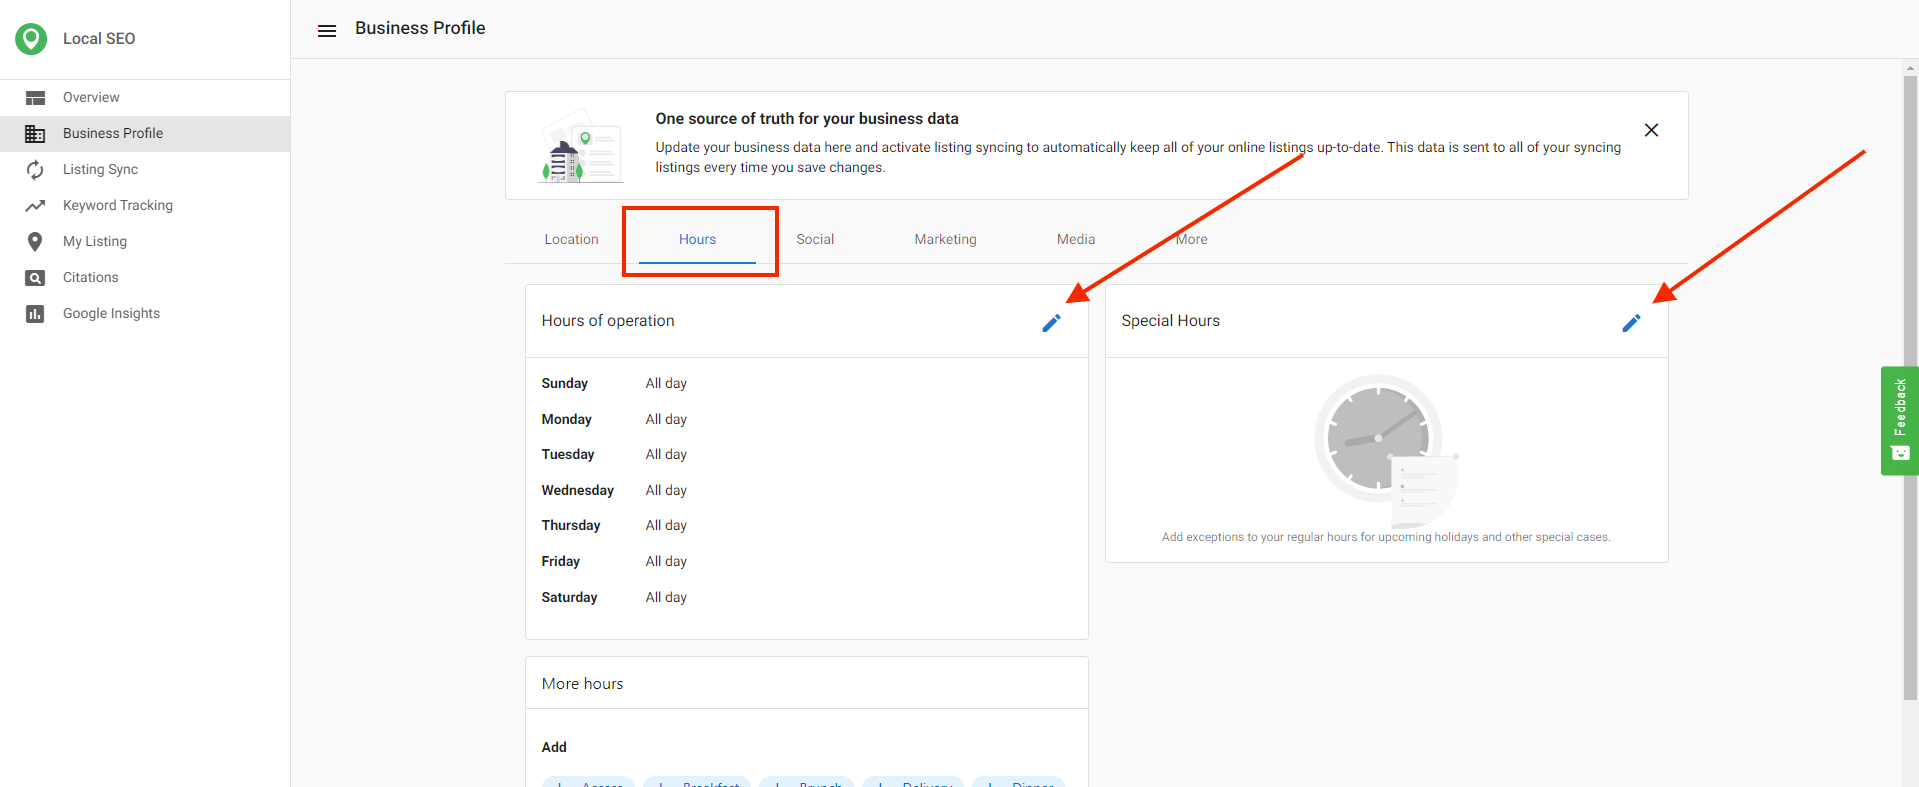 Local SEO
Business Profile
Overview
Business Profile
Listing Sync
Keyword Tracking
My Listing
Citations
Google Insights
One source of truth for your business data
Update your business data here and activate listing syncing to automatically keep all of your online listings up-to-date. This data is sent to all of your syncing
listings every time you save changes.
Location Hours Social Marketing Media More
Hours of operation
Sunday All day
Monday All day
Tuesday All day
Wednesday All day
Thursday All day
Friday All day
Saturday All day
Special Hours
Add exceptions to your regular hours for upcoming holidays and other special cases.
More hours
Add
Access Breakfast Brunch Delivery Dinner
Feedback